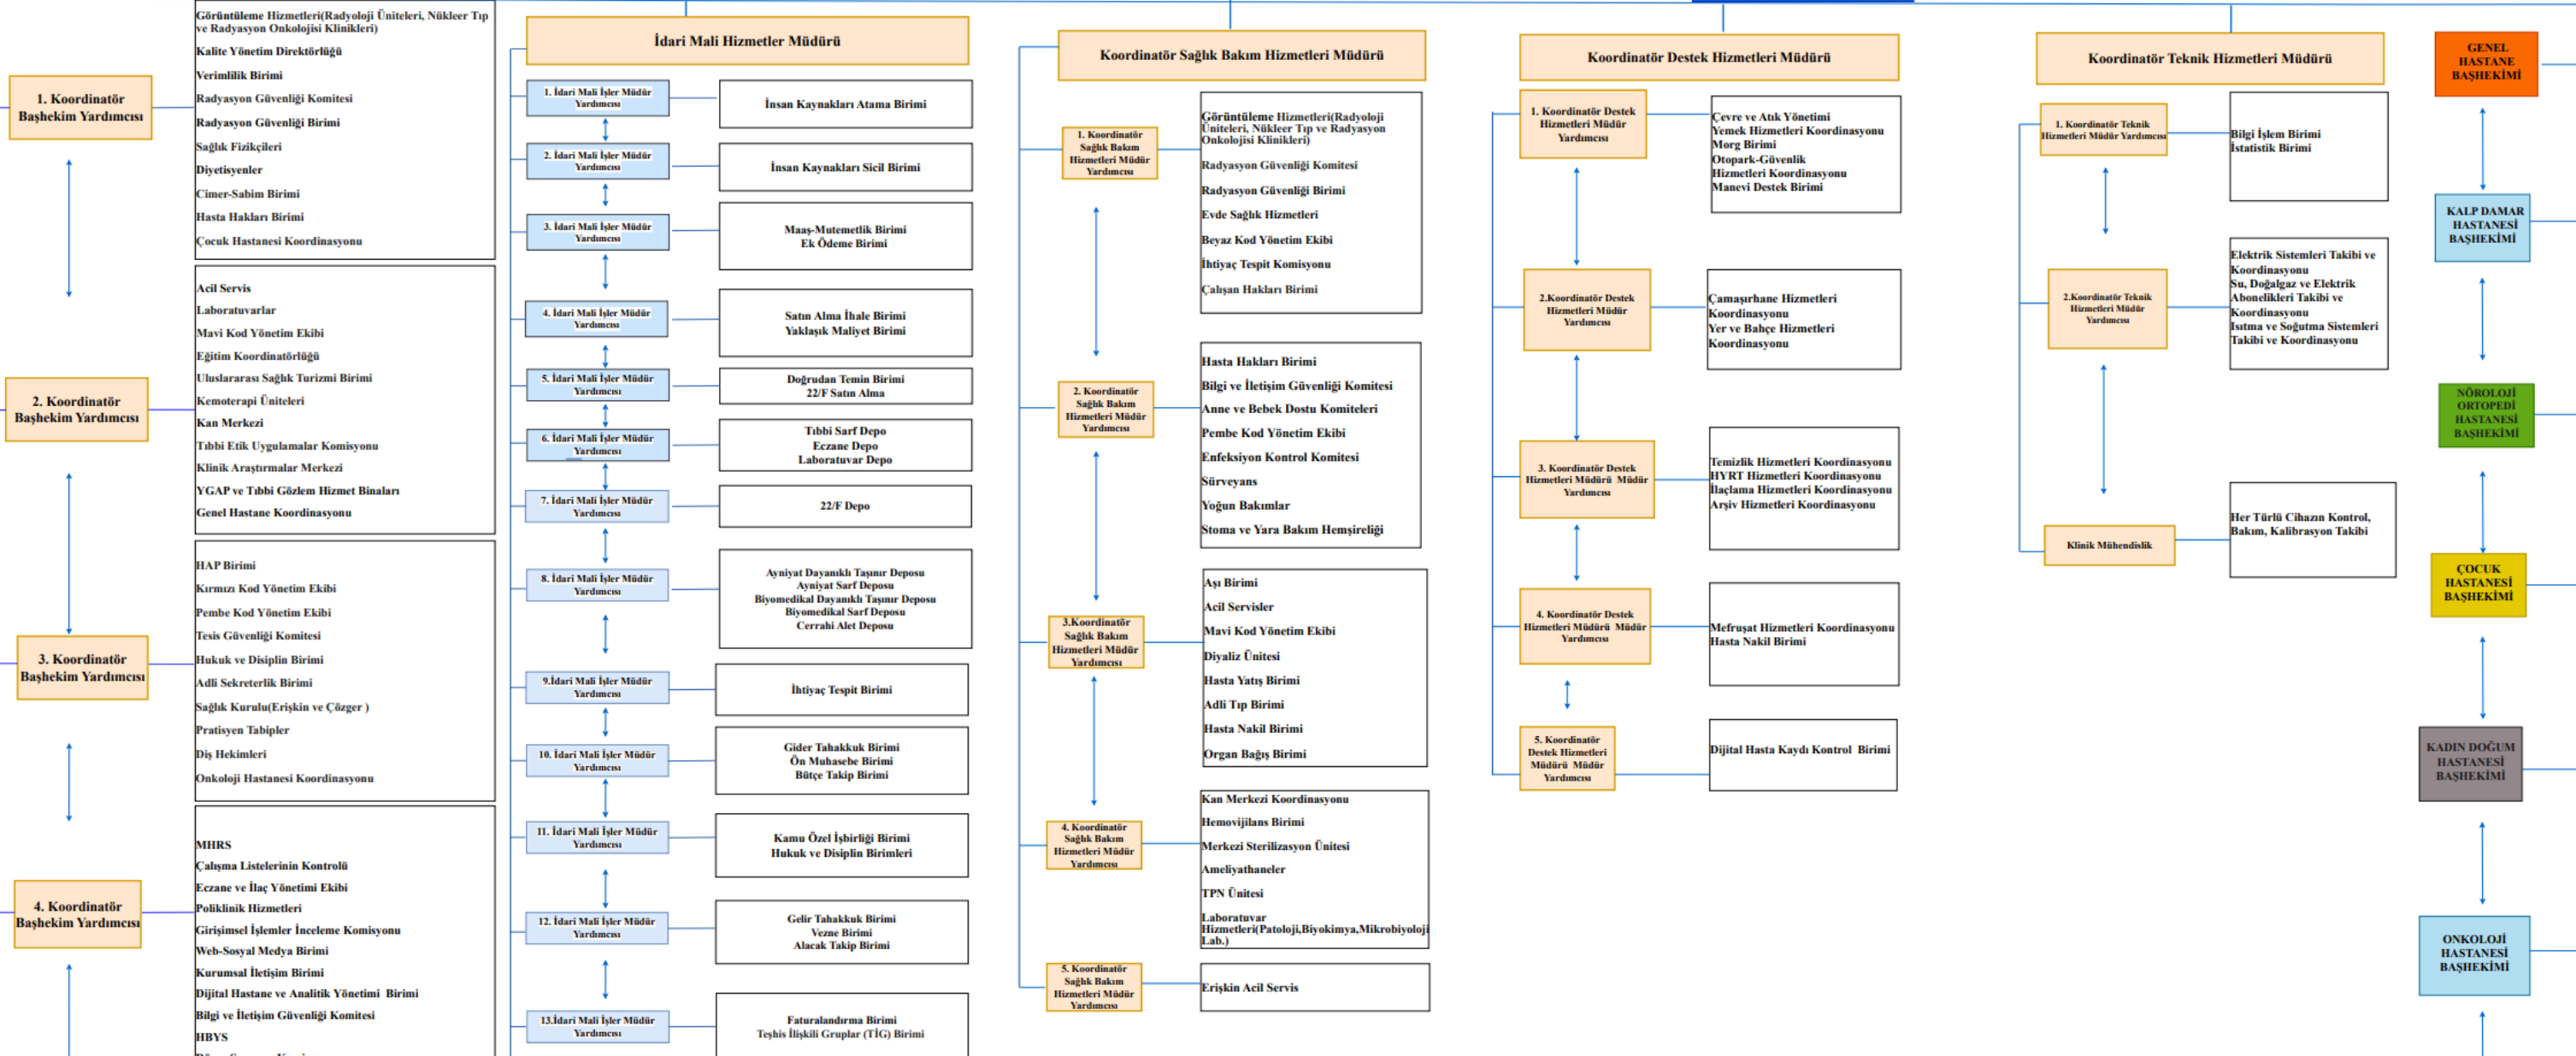 1. Koordinatör
Başhekim Yardımcısı
Görüntüleme Hizmetleri(Radyoloji Üniteleri, Nükleer Tıp
ve Radyasyon Onkolojisi Klinikleri)
Kalite Yönetim Direktörlüğü
Verimlilik Birimi
Radyasyon Güvenliği Komitesi
Radyasyon Güvenliği Birimi
Sağlık Fizikçileri
Diyetisyenler
Cimer-Sabim Birimi
Hasta Hakları Birimi
Çocuk Hastanesi Koordinasyonu
2. Koordinatör
Başhekim Yardımcısı
Acil Servis
Laboratuvarlar
Mavi Kod Yönetim Ekibi
Eğitim Koordinatörlüğü
Uluslararası Sağlık Turizmi Birimi
Kemoterapi Üniteleri
Kan Merkezi
Tıbbi Etik Uygulamalar Komisyonu
Klinik Araştırmalar Merkezi
YGAP ve Tıbbi Gözlem Hizmet Binaları
Genel Hastane Koordinasyonu
3. Koordinatör
Başhekim Yardımcısı
HAP Birimi
Kırmızı Kod Yönetim Ekibi
Pembe Kod Yönetim Ekibi
Tesis Güvenliği Komitesi
Hukuk ve Disiplin Birimi
Adli Sekreterlik Birimi
Sağlık Kurulu(Erişkin ve Çözger )
Pratisyen Tabipler
Diş Hekimleri
Onkoloji Hastanesi Koordinasyonu
4. Koordinatör
Başhekim Yardımcısı
MHRS
Çalışma Listelerinin Kontrolü
Eczane ve İlaç Yönetimi Ekibi
Poliklinik Hizmetleri
Girişimsel İşlemler İnceleme Komisyonu
Web-Sosyal Medya Birimi
Kurumsal İletişim Birimi
Dijital Hastane ve Analitik Yönetimi Birimi
Bilgi ve İletişim Güvenliği Komitesi
HBYS
İdari Mali Hizmetler Müdürü
1. İdari Mali İşler Müdür
Yardımcısı
İnsan Kaynakları Atama Birimi
2. İdari Mali İşler Müdür
Yardımcısı
İnsan Kaynakları Sicil Birimi
3. İdari Mali İşler Müdür
Yardımcısı
Maaş-Mutemetlik Birimi
Ek Ödeme Birimi
4. İdari Mali İşler Müdür
Yardımcısı
Satın Alma İhale Birimi
Yaklaşık Maliyet Birimi
5. İdari Mali İşler Müdür
Yardımcısı
Doğrudan Temin Birimi
22/F Satın Alma
6. İdari Mali İşler Müdür
Yardımcısı
Tıbbi Sarf Depo
Eczane Depo
Laboratuvar Depo
7. İdari Mali İşler Müdür
Yardımcısı
22/F Depo
8. İdari Mali İşler Müdür
Yardımcısı
Ayniyat Dayanıklı Taşınır Deposu
Ayniyat Sarf Deposu
Biyomedikal Dayanıklı Taşınır Deposu
Biyomedikal Sarf Deposu
Cerrahi Alet Deposu
9.İdari Mali İşler Müdür
Yardımcısı
İhtiyaç Tespit Birimi
10. İdari Mali İşler Müdür
Yardımcısı
Gider Tahakkuk Birimi
Ön Muhasebe Birimi
Bütçe Takip Birimi
11. İdari Mali İşler Müdür
Yardımcısı
Kamu Özel İşbirliği Birimi
Hukuk ve Disiplin Birimleri
12. İdari Mali İşler Müdür
Yardımcısı
Gelir Tahakkuk Birimi
Vezne Birimi
Alacak Takip Birimi
13.İdari Mali İşler Müdür
Yardımcısı
Faturalandırma Birimi
Teşhis İlişkili Gruplar (TİG) Birimi
Koordinatör Sağlık Bakım Hizmetleri Müdürü
1. Koordinatör
Sağlık Bakım
Hizmetleri Müdür
Yardımcısı
Görüntüleme Hizmetleri(Radyoloji
Üniteleri, Nükleer Tıp ve Radyasyon
Onkolojisi Klinikleri)
Radyasyon Güvenliği Komitesi
Radyasyon Güvenliği Birimi
Evde Sağlık Hizmetleri
Beyaz Kod Yönetim Ekibi
İhtiyaç Tespit Komisyonu
Çalışan Hakları Birimi
2. Koordinatör
Sağlık Bakım
Hizmetleri Müdür
Yardımcısı
Hasta Hakları Birimi
Bilgi ve İletişim Güvenliği Komitesi
Anne ve Bebek Dostu Komiteleri
Pembe Kod Yönetim Ekibi
Enfeksiyon Kontrol Komitesi
Sürveyans
Yoğun Bakımlar
Stoma ve Yara Bakım Hemşireliği
3.Koordinatör
Sağlık Bakım
Hizmetleri Müdür
Yardımcısı
Aşı Birimi
Acil Servisler
Mavi Kod Yönetim Ekibi
Diyaliz Ünitesi
Hasta Yatış Birimi
Adli Tıp Birimi
Hasta Nakil Birimi
Organ Bağış Birimi
4. Koordinatör
Sağlık Bakım
Hizmetleri Müdür
Yardımcısı
Kan Merkezi Koordinasyonu
Hemovijilans Birimi
Merkezi Sterilizasyon Ünitesi
Ameliyathaneler
TPN Ünitesi
Laboratuvar
Hizmetleri(Patoloji,Biyokimya,Mikrobiyoloji
Lab.)
5. Koordinatör
Sağlık Bakım
Hizmetleri Müdür
Yardımcısı
Erişkin Acil Servis
Koordinatör Destek Hizmetleri Müdürü
1. Koordinatör Destek
Hizmetleri Müdür
Yardımcısı
Çevre ve Atık Yönetimi
Yemek Hizmetleri Koordinasyonu
Morg Birimi
Otopark-Güvenlik
Hizmetleri Koordinasyonu
Manevi Destek Birimi
2.Koordinatör Destek
Hizmetleri Müdür
Yardımcısı
Çamaşırhane Hizmetleri
Koordinasyonu
Yer ve Bahçe Hizmetleri
Koordinasyonu
3. Koordinatör Destek
Hizmetleri Müdürü Müdür
Yardımcısı
Temizlik Hizmetleri Koordinasyonu
HYRT Hizmetleri Koordinasyonu
İlaçlama Hizmetleri Koordinasyonu
Arşiv Hizmetleri Koordinasyonu
4. Koordinatör Destek
Hizmetleri Müdürü Müdür
Yardımcısı
Mefruşat Hizmetleri Koordinasyonu
Hasta Nakil Birimi
5. Koordinatör
Destek Hizmetleri
Müdürü Müdür
Yardımcısı
Dijital Hasta Kaydı Kontrol Birimi
Koordinatör Teknik Hizmetleri Müdürü
1. Koordinatör Teknik
Hizmetleri Müdür Yardımcısı
Bilgi İşlem Birimi
İstatistik Birimi
2.Koordinatör Teknik
Hizmetleri Müdür
Yardımcısı
Elektrik Sistemleri Takibi ve
Koordinasyonu
Su, Doğalgaz ve Elektrik
Abonelikleri Takibi ve
Koordinasyonu
Isıtma ve Soğutma Sistemleri
Takibi ve Koordinasyonu
Klinik Mühendislik
Her Türlü Cihazın Kontrol,
Bakım, Kalibrasyon Takibi
GENEL
HASTANE
BAŞHEKİMİ
KALP DAMAR
HASTANESİ
BAŞHEKİMİ
NÖROLOJİ
ORTOPEDİ
HASTANESİ
BAŞHEKİMİ
ÇOCUK
HASTANESİ
BAŞHEKİMİ
KADIN DOĞUM
HASTANESİ
BAŞHEKİMİ
ONKOLOJİ
HASTANESİ
BAŞHEKİMİ